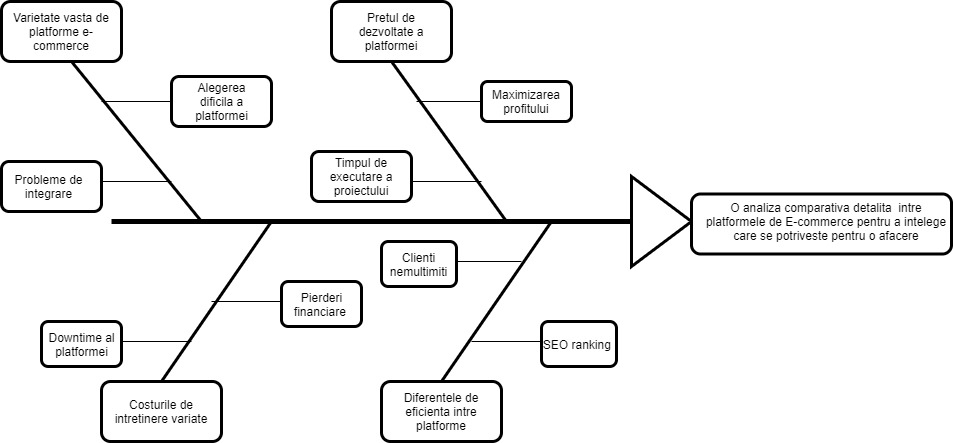 Varietate vasta de
platforme e-
commerce
Pretul de
dezvoltate a
platformei
Alegerea
dificila a
platformei
Maximizarea
profitului
Timpul de
executare a
proiectului
Probleme de
integrare
O analiza comparativa detalita  intre
platformele de E-commerce pentru a intelege
care se potriveste pentru o afacere
Clienti
nemultimiti
Pierderi
financiare
Downtime al
platformei
SEO ranking
Costurile de
intretinere variate
Diferentele de
eficienta intre
platforme